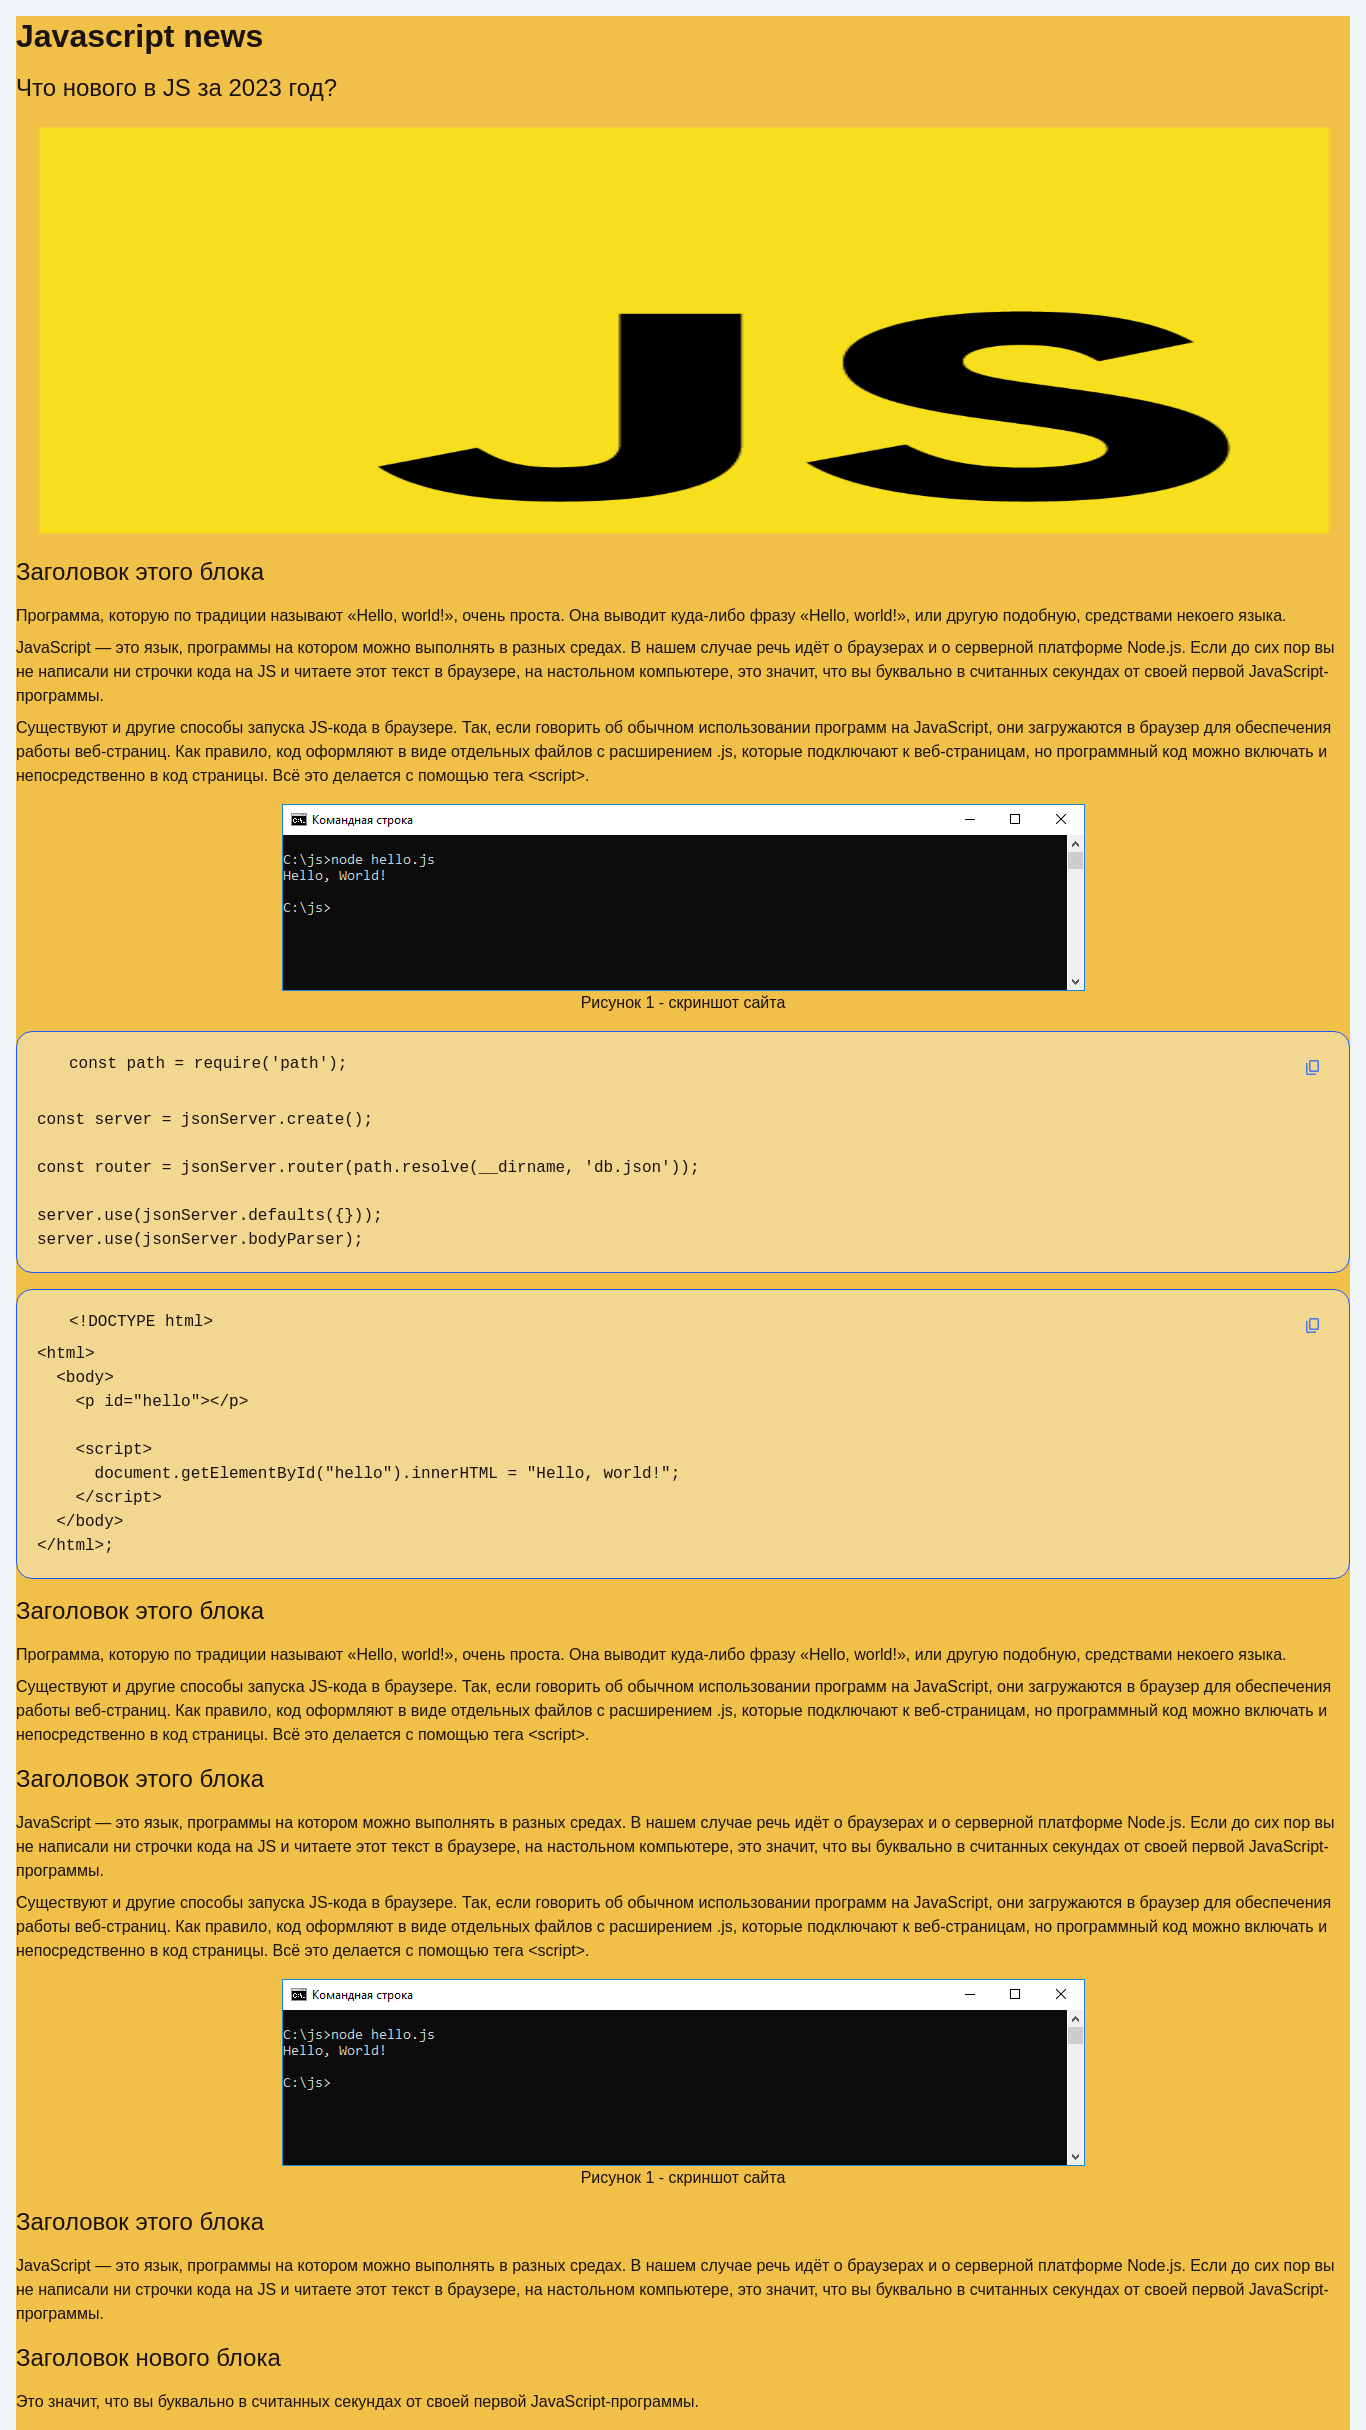 Javascript news
Что нового в JS за 2023 год?
JS
Заголовок этого блока
Программа, которую по традиции называют «Hello, world!», очень проста. Она выводит куда-либо фразу «Hello, world!», или другую подобную, средствами некоего языка.
JavaScript — это язык, программы на котором можно выполнять в разных средах. В нашем случае речь идёт о браузерах и о серверной платформе Node.js. Если до сих пор вы
не написали ни строчки кода на JS и читаете этот текст в браузере, на настольном компьютере, это значит, что вы буквально в считанных секундах от своей первой JavaScript-
программы.
Существуют и другие способы запуска JS-кода в браузере. Так, если говорить об обычном использовании программ на JavaScript, они загружаются в браузер для обеспечения
работы веб-страниц. Как правило, код оформляют в виде отдельных файлов с расширением .js, которые подключают к веб-страницам, но программный код можно включать и
непосредственно в код страницы. Всё это делается с помощью тега <script>.
Командная строка
C:\js>node hello.js
Hello, World!
C:\js>
Рисунок 1 - скриншот сайта
const path = require('path');
const server = jsonServer.create();
const router = jsonServer.router(path.resolve(__dirname, 'db.json'));
server.use(jsonServer.defaults({}));
server.use(jsonServer.bodyParser);
<!DOCTYPE html>
<html>
<body>
<p id="hello"></p>
<script>
document.getElementById("hello").innerHTML = "Hello, world!";
</script>
</body>
</html>;
Заголовок этого блока
Программа, которую по традиции называют «Hello, world!», очень проста. Она выводит куда-либо фразу «Hello, world!», или другую подобную, средствами некоего языка.
Существуют и другие способы запуска JS-кода в браузере. Так, если говорить об обычном использовании программ на JavaScript, они загружаются в браузер для обеспечения
работы веб-страниц. Как правило, код оформляют в виде отдельных файлов с расширением .js, которые подключают к веб-страницам, но программный код можно включать и
непосредственно в код страницы. Всё это делается с помощью тега <script>.
Заголовок этого блока
JavaScript — это язык, программы на котором можно выполнять в разных средах. В нашем случае речь идёт о браузерах и о серверной платформе Node.js. Если до сих пор вы
не написали ни строчки кода на JS и читаете этот текст в браузере, на настольном компьютере, это значит, что вы буквально в считанных секундах от своей первой JavaScript-
программы.
Существуют и другие способы запуска JS-кода в браузере. Так, если говорить об обычном использовании программ на JavaScript, они загружаются в браузер для обеспечения
работы веб-страниц. Как правило, код оформляют в виде отдельных файлов с расширением .js, которые подключают к веб-страницам, но программный код можно включать и
непосредственно в код страницы. Всё это делается с помощью тега <script>.
Командная строка
C:\js>node hello.js
Hello, World!
C:\js>
Рисунок 1 - скриншот сайта
Заголовок этого блока
JavaScript — это язык, программы на котором можно выполнять в разных средах. В нашем случае речь идёт о браузерах и о серверной платформе Node.js. Если до сих пор вы
не написали ни строчки кода на JS и читаете этот текст в браузере, на настольном компьютере, это значит, что вы буквально в считанных секундах от своей первой JavaScript-
программы.
Заголовок нового блока
Это значит, что вы буквально в считанных секундах от своей первой JavaScript-программы.